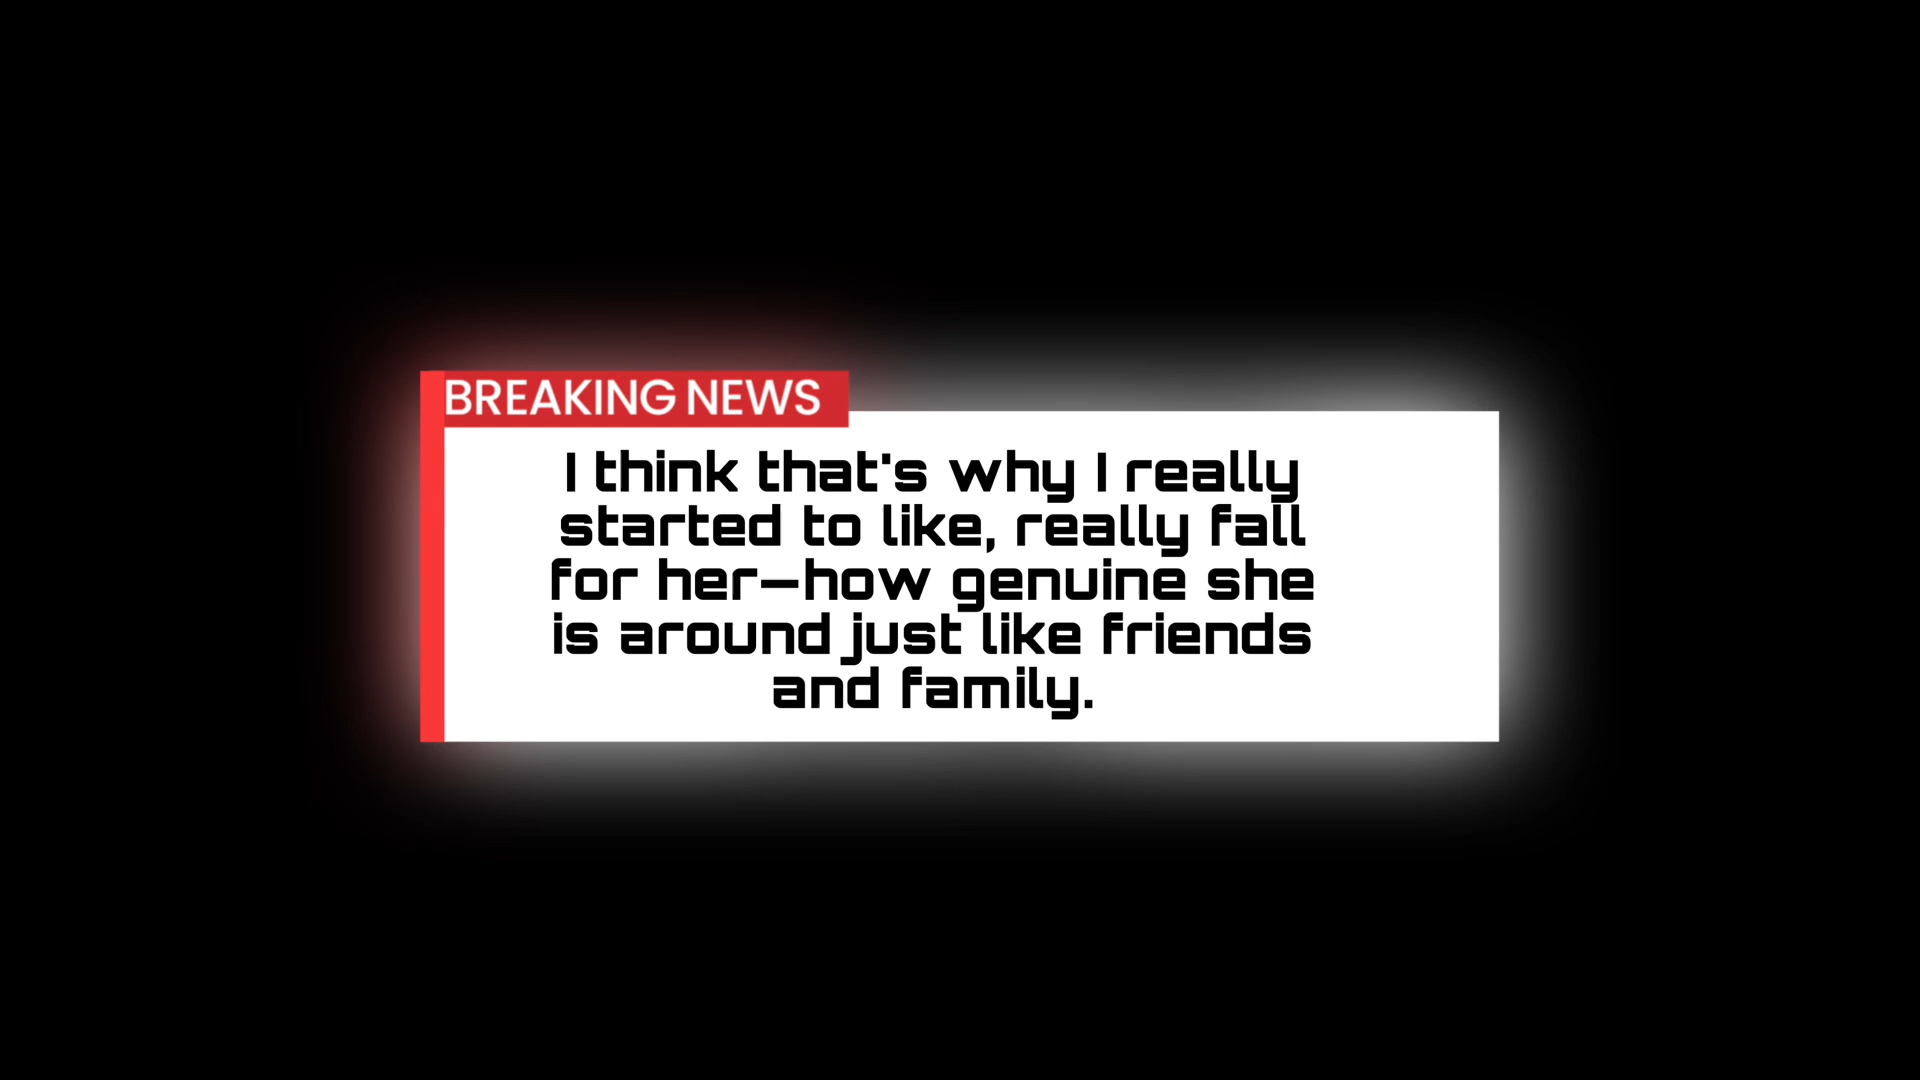 BREAKING NEWS
I think that's why I really
started to like, really fall
for her—how genuine she
is around just like friends
and family.